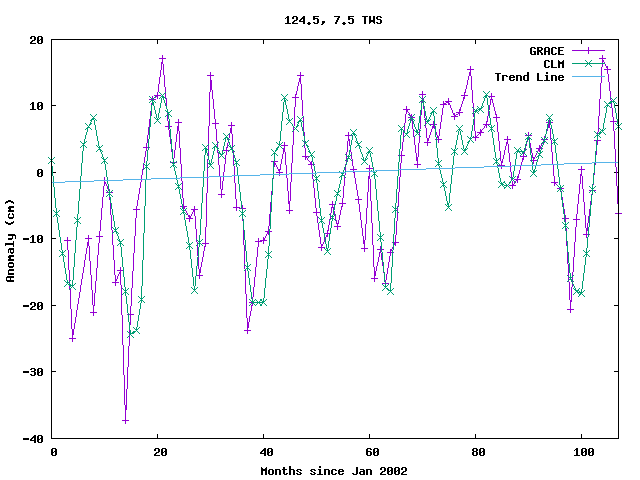 124.5, 7.5 TWS
GRACE
CLM
Trend Line
20
10
0
-10
-20
-30
-40
Anomaly (cm)
0 20 40 60 80 100
Months since Jan 2002